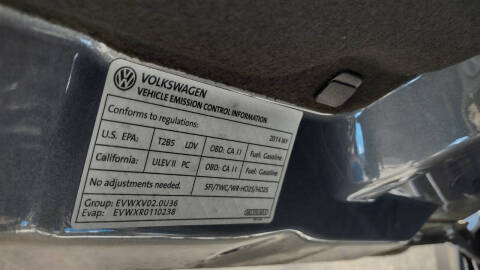 VOLKSWAGEN
VEHICLE EMISSION CONTROL INFORMATION
Conforms to regulations: 2014 MY
U.S. EPA: T2B5 LDV OBD: CA II Fuel: Gasoline
California: ULEV II PC OBD: CA II Fuel: Gasoline
No adjustments needed. SFI/TWC/WR-HO2S/HO2S
Group: EVWXV02.0U36
Evap: EVWXR0110238